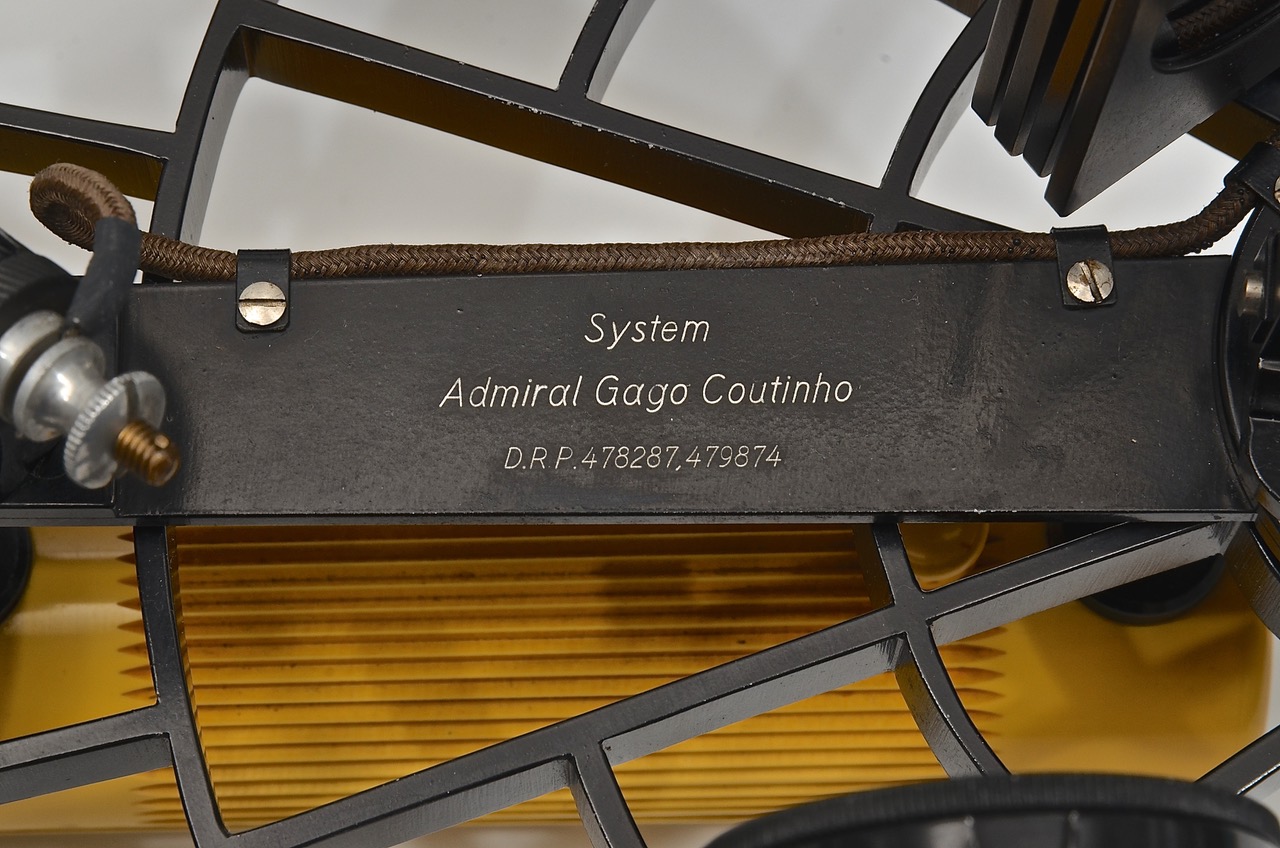 System
Admiral Gago Coutinho
D.R.P.478287,479874